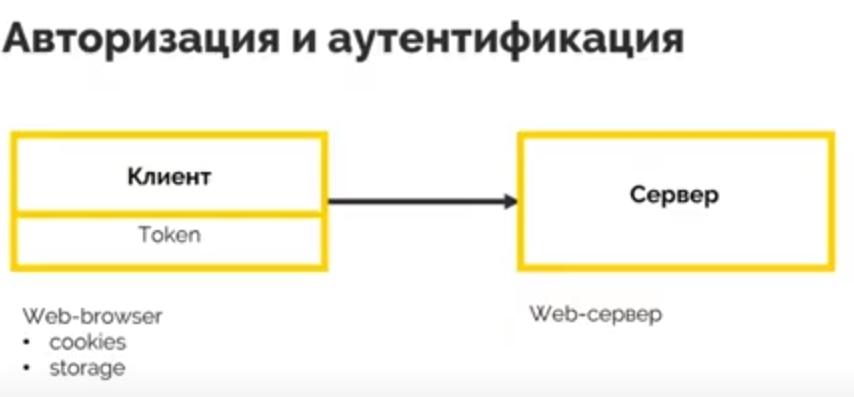 Авторизация и аутентификация
Клиент
Token
Сервер
Web-browser
• cookies
• storage
Web-сервер